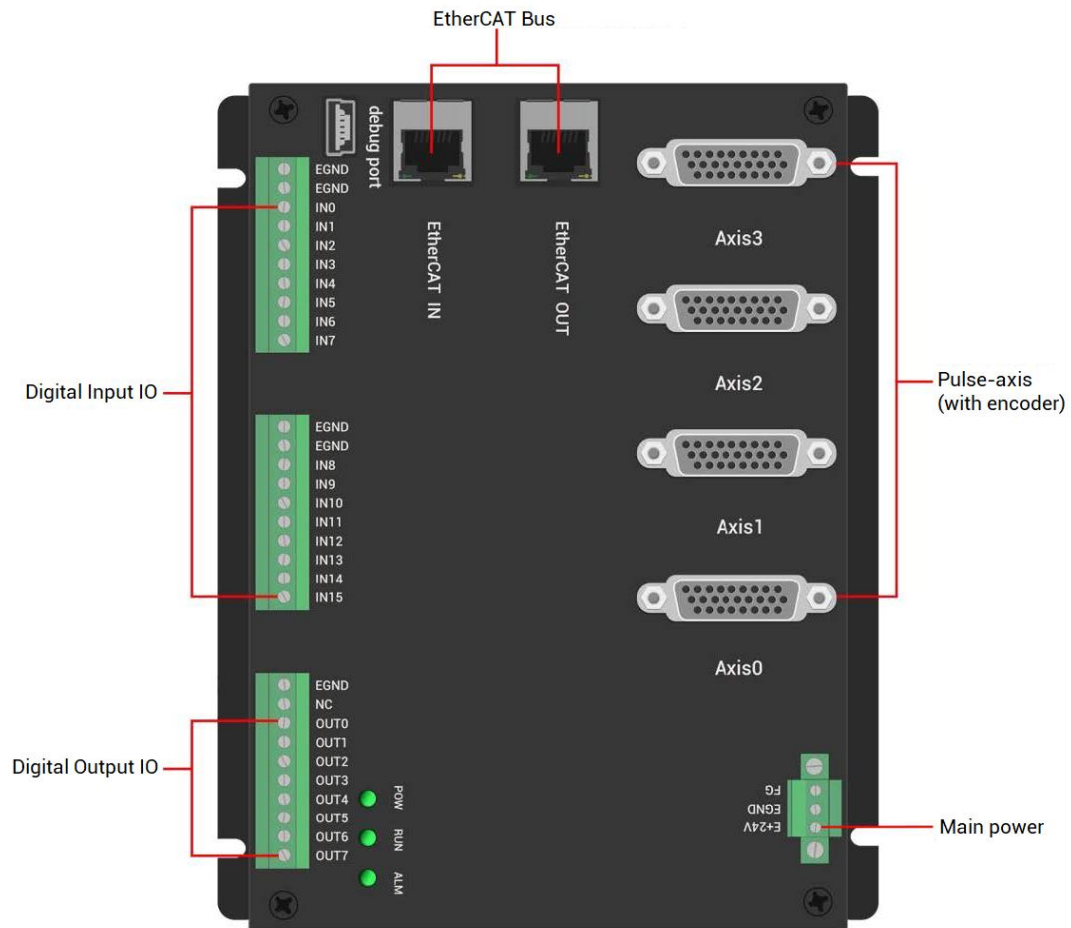 EtherCAT Bus
debug port
EtherCAT IN
EtherCAT OUT
EGND
EGND
IN0
IN1
IN2
IN3
IN4
IN5
IN6
IN7
Axis3
Axis2
Digital Input IO
Pulse-axis
(with encoder)
EGND
EGND
IN8
IN9
IN10
IN11
IN12
IN13
IN14
IN15
Axis1
Axis0
EGND
NC
OUT0
OUT1
OUT2
OUT3
OUT4
OUT5
OUT6
OUT7
Digital Output IO
POW
RUN
ALM
FG
EGND
E+24V
Main power